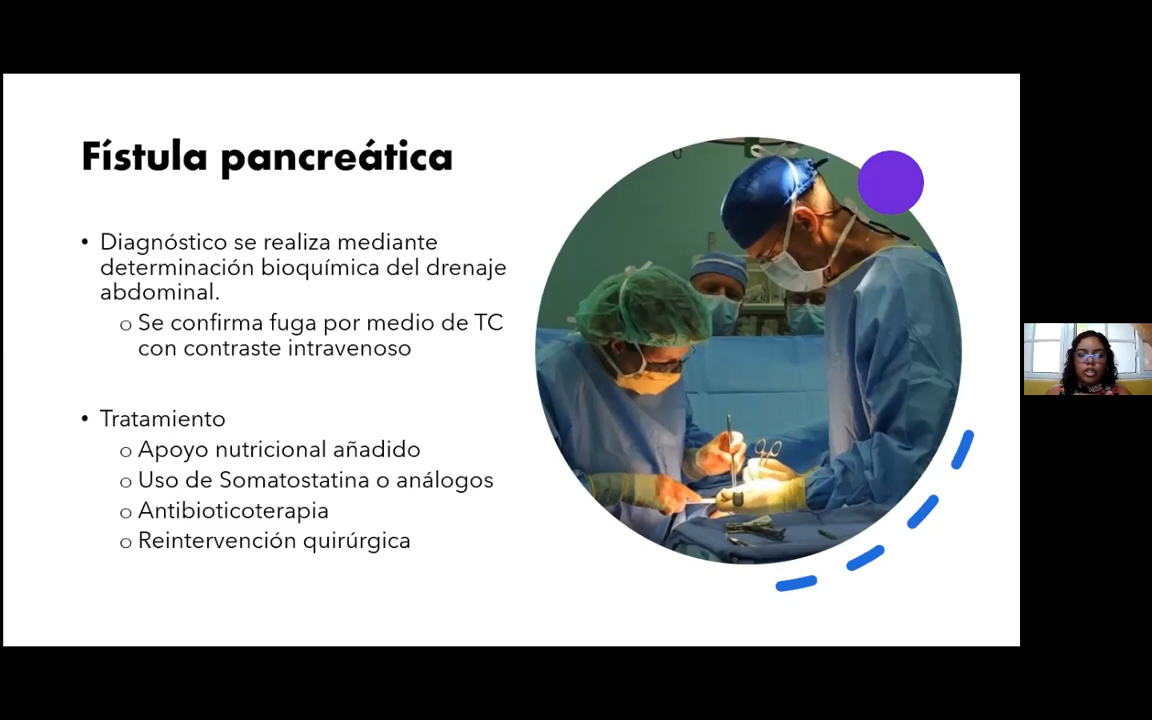 Fístula pancreática
• Diagnóstico se realiza mediante
determinación bioquímica del drenaje
abdominal.
o Se confirma fuga por medio de TC
con contraste intravenoso
• Tratamiento
o Apoyo nutricional añadido
o Uso de Somatostatina o análogos
o Antibioticoterapia
o Reintervención quirúrgica